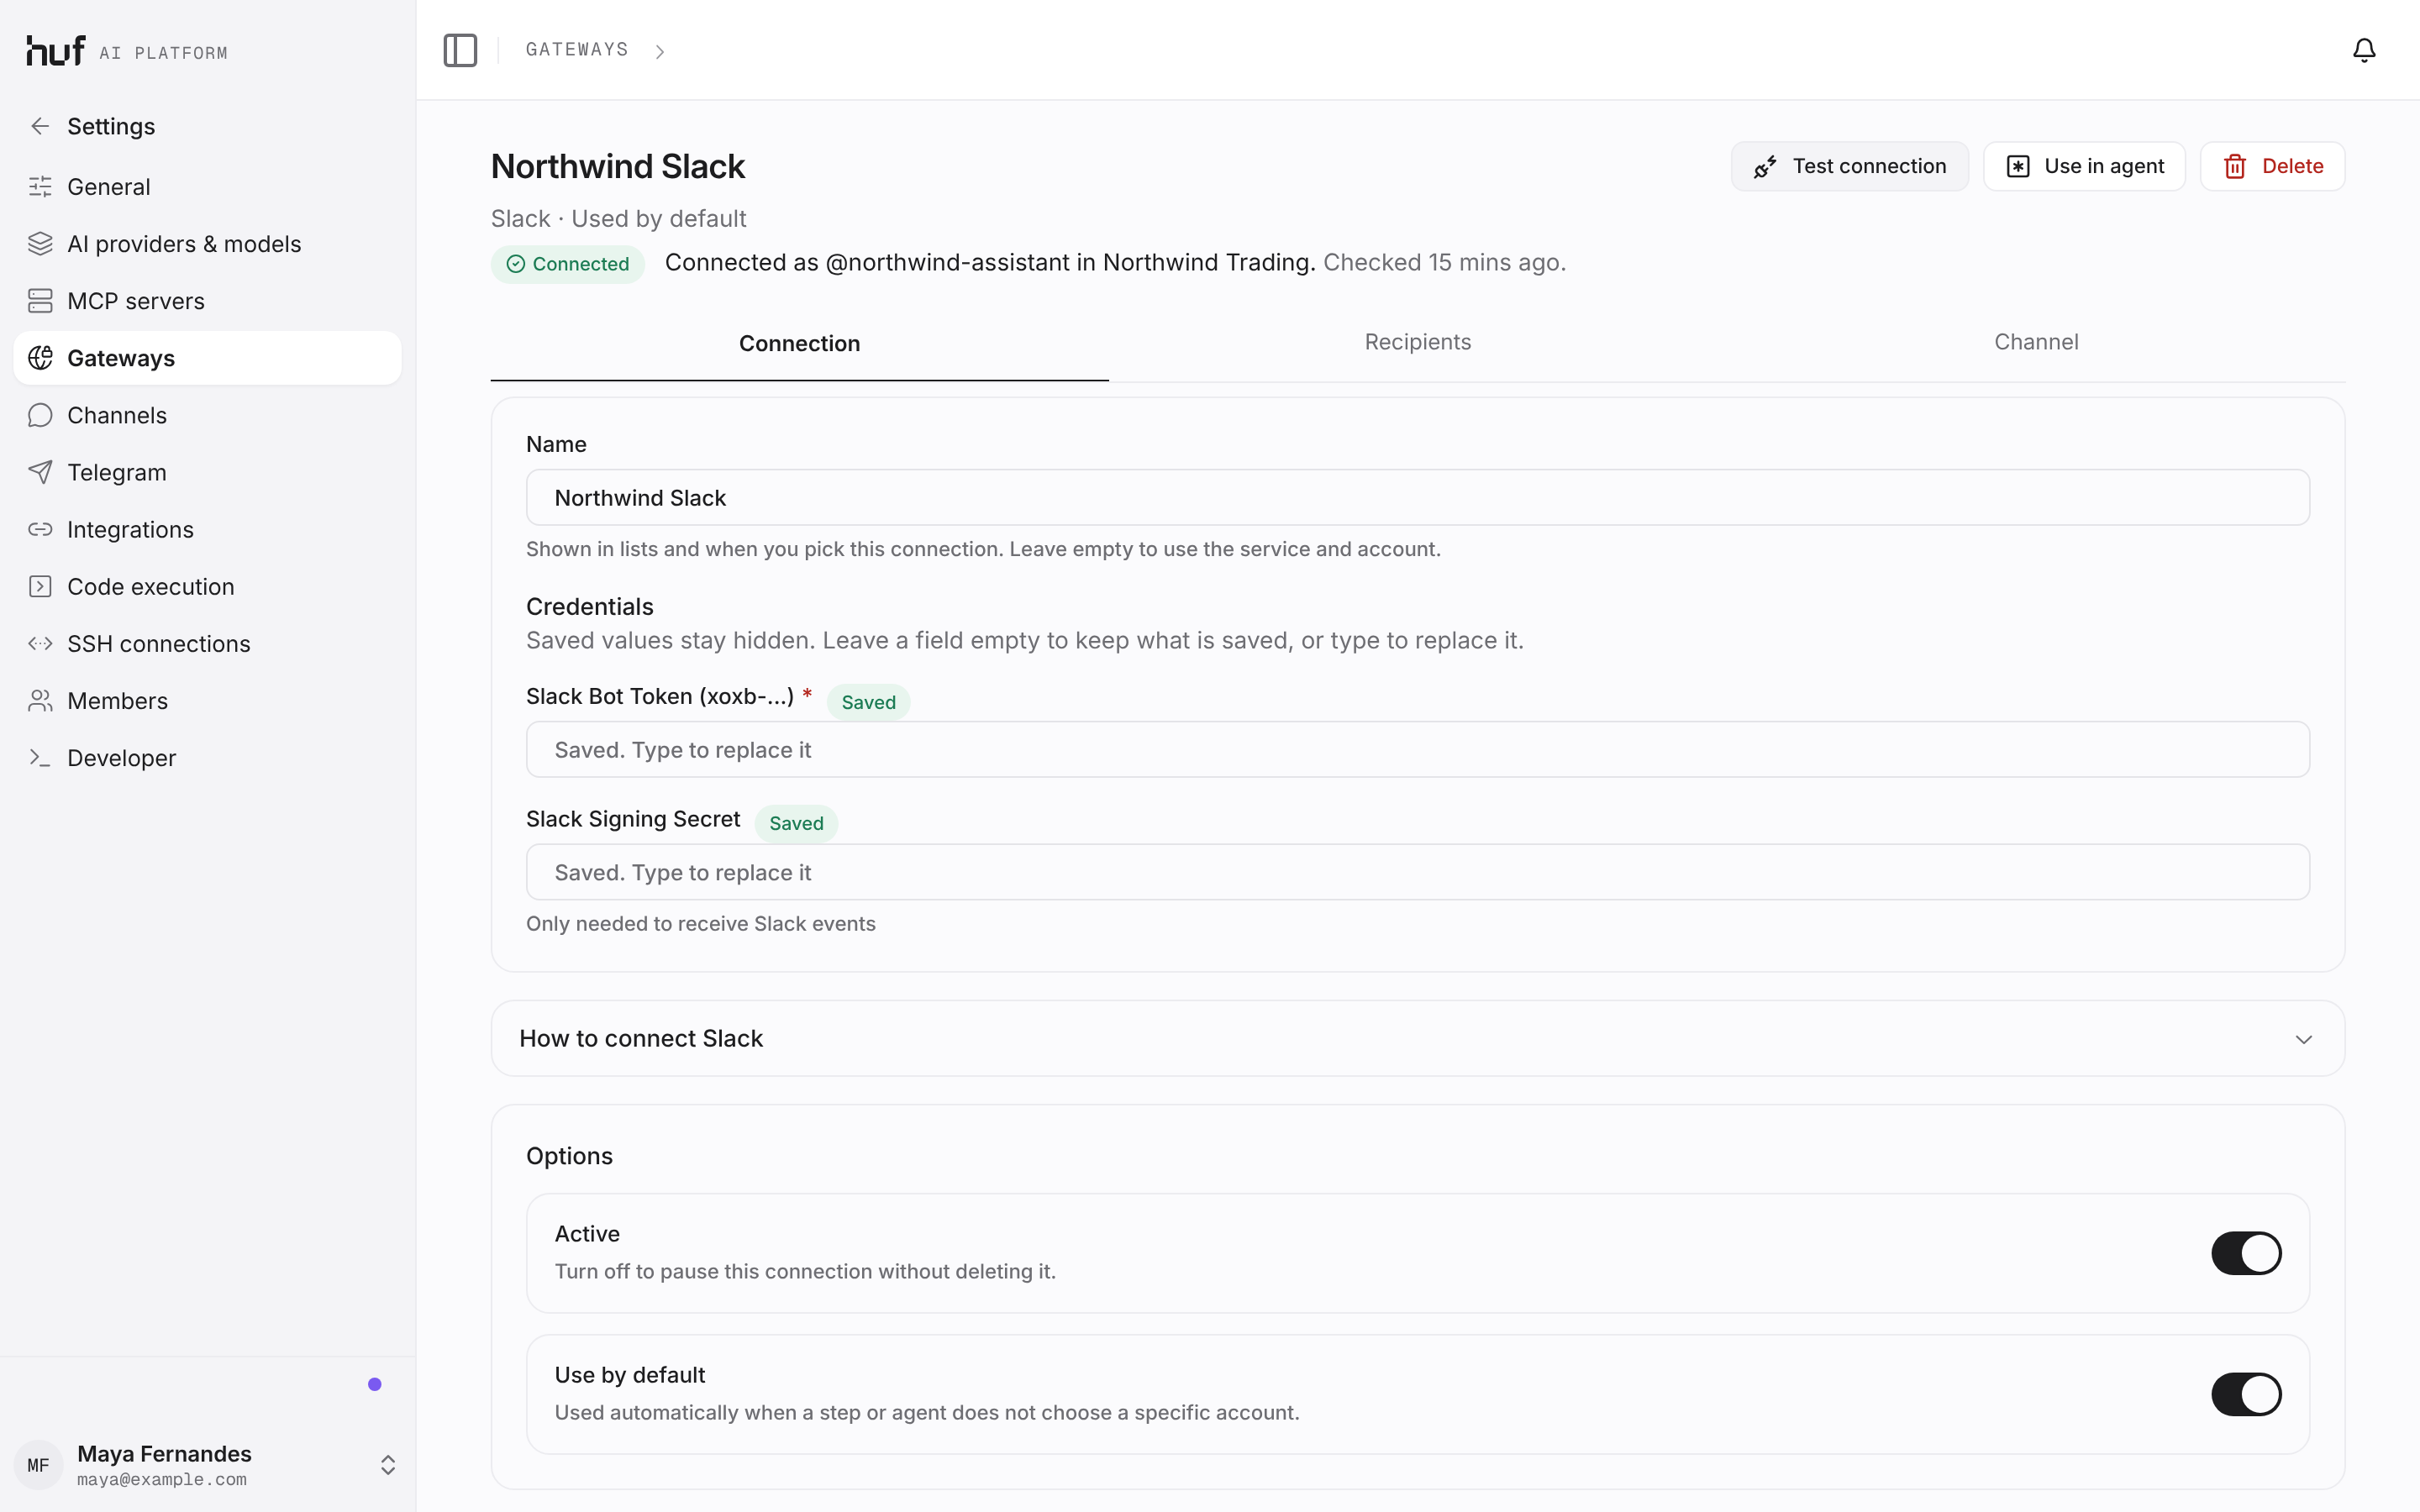 huf AI PLATFORM
Settings
General
AI providers & models
MCP servers
Gateways
Channels
Telegram
Integrations
Code execution
SSH connections
Members
Developer
MF
Maya Fernandes
maya@example.com
GATEWAYS
Northwind Slack
Test connection
Use in agent
Delete
Slack · Used by default
Connected
Connected as @northwind-assistant in Northwind Trading. Checked 15 mins ago.
Connection
Recipients
Channel
Name
Northwind Slack
Shown in lists and when you pick this connection. Leave empty to use the service and account.
Credentials
Saved values stay hidden. Leave a field empty to keep what is saved, or type to replace it.
Slack Bot Token (xoxb-...) * Saved
Saved. Type to replace it
Slack Signing Secret Saved
Saved. Type to replace it
Only needed to receive Slack events
How to connect Slack
Options
Active
Turn off to pause this connection without deleting it.
Use by default
Used automatically when a step or agent does not choose a specific account.